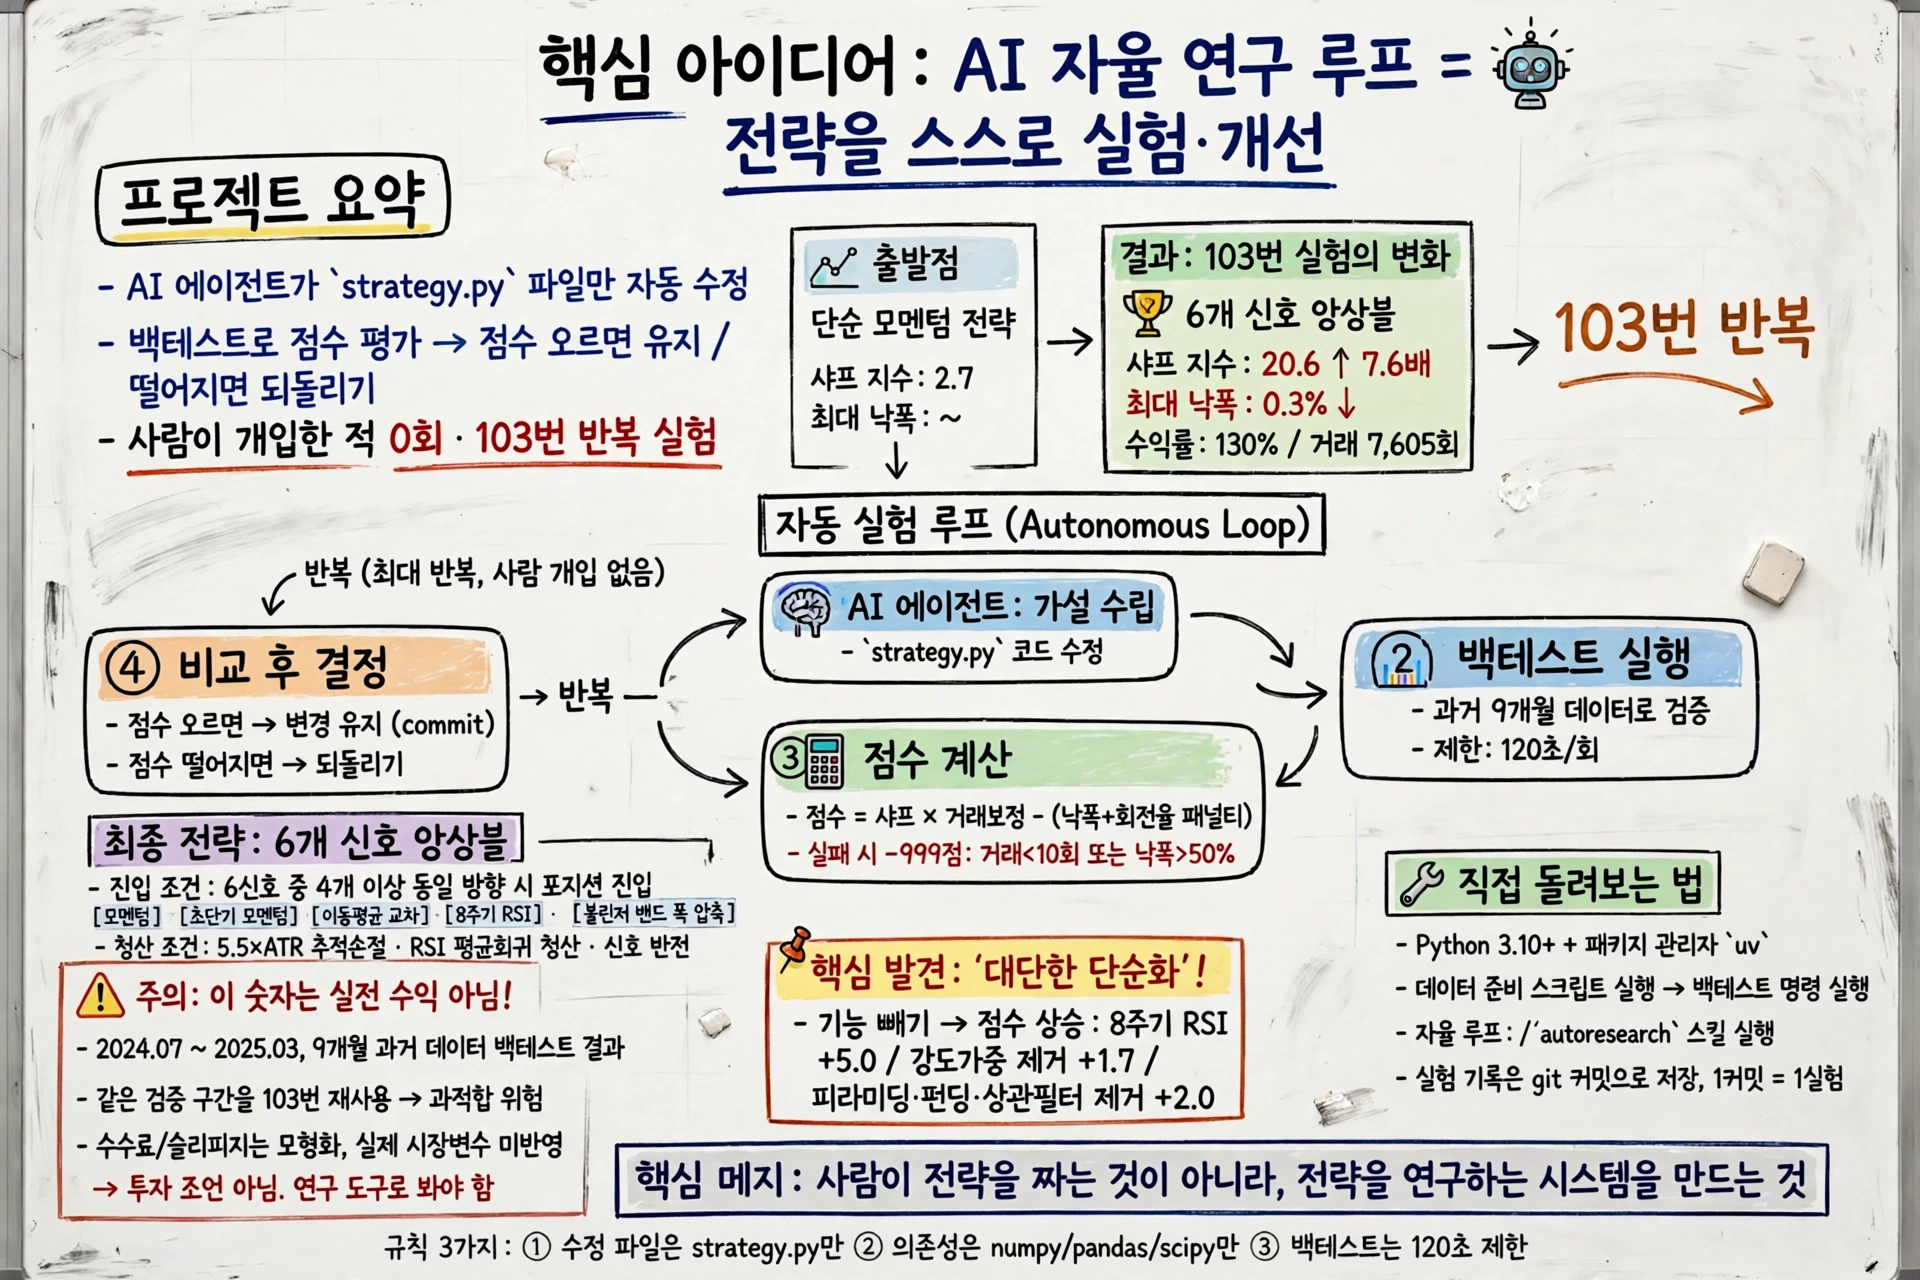 핵심 아이디어 : AI 자율 연구 루프 =
전략을 스스로 실험·개선
프로젝트 요약
- AI 에이전트가 `strategy.py` 파일만 자동 수정
- 백테스트로 점수 평가 → 점수 오르면 유지 /
떨어지면 되돌리기
- 사람이 개입한 적 0회 · 103번 반복 실험
출발점
단순 모멘텀 전략
샤프 지수 : 2.7
최대 낙폭 : ~
결과 : 103번 실험의 변화
6개 신호 앙상블
샤프 지수 : 20.6 ↑ 7.6배
최대 낙폭 : 0.3% ↓
수익률 : 130% / 거래 7,605회
103번 반복
자동 실험 루프 (Autonomous Loop)
반복 (최대 반복, 사람 개입 없음)
AI 에이전트 : 가설 수립
- `strategy.py` 코드 수정
② 백테스트 실행
- 과거 9개월 데이터로 검증
- 제한 : 120초/회
③ 점수 계산
- 점수 = 샤프 × 거래보정 - (낙폭+회전율 패널티)
- 실패 시 -999점: 거래<10회 또는 낙폭>50%
④ 비교 후 결정
- 점수 오르면 → 변경 유지 (commit)
- 점수 떨어지면 → 되돌리기
→ 반복
최종 전략 : 6개 신호 앙상블
- 진입 조건 : 6신호 중 4개 이상 동일 방향 시 포지션 진입
[모멘텀] · [초단기 모멘텀] · [이동평균 교차] · [8주기 RSI] · [볼린저 밴드 폭 압축]
- 청산 조건 : 5.5×ATR 추적손절 · RSI 평균회귀 청산 · 신호 반전
주의 : 이 숫자는 실전 수익 아님!
- 2024.07 ~ 2025.03, 9개월 과거 데이터 백테스트 결과
- 같은 검증 구간을 103번 재사용 → 과적합 위험
- 수수료/슬리피지는 모형화, 실제 시장변수 미반영
→ 투자 조언 아님. 연구 도구로 봐야 함
핵심 발견 : ‘대단한 단순화’!
- 기능 빼기 → 점수 상승 : 8주기 RSI
+5.0 / 강도가중 제거 +1.7 /
피라미딩·펀딩·상관필터 제거 +2.0
직접 돌려보는 법
- Python 3.10+ + 패키지 관리자 `uv`
- 데이터 준비 스크립트 실행 → 백테스트 명령 실행
- 자율 루프 : /‘autoresearch` 스킬 실행
- 실험 기록은 git 커밋으로 저장, 1커밋 = 1실험
핵심 메지 : 사람이 전략을 짜는 것이 아니라, 전략을 연구하는 시스템을 만드는 것
규칙 3가지 : ① 수정 파일은 strategy.py만 ② 의존성은 numpy/pandas/scipy만 ③ 백테스트는 120초 제한